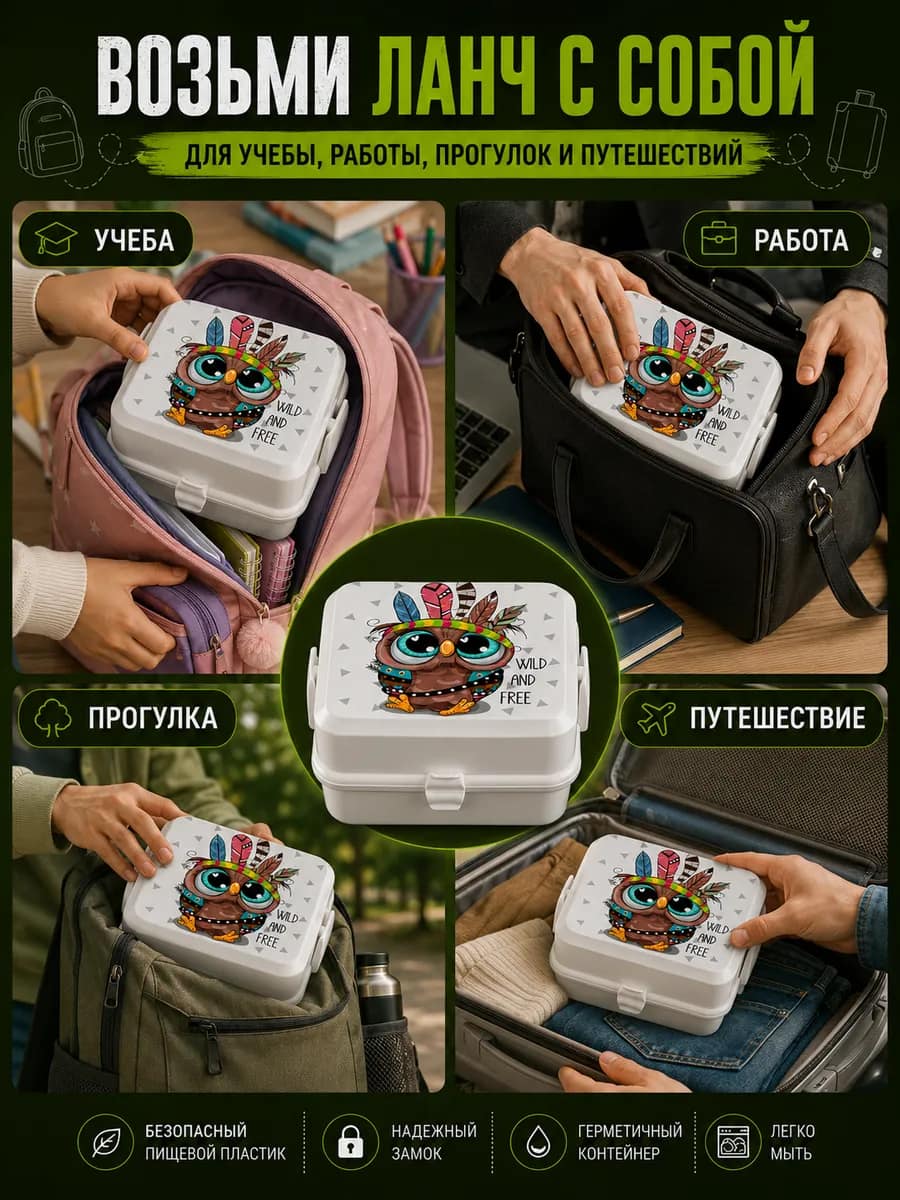 ВОЗЬМИ ЛАНЧ С СОБОЙ
ДЛЯ УЧЕБЫ, РАБОТЫ, ПРОГУЛОК И ПУТЕШЕСТВИЙ
УЧЕБА
РАБОТА
WILD
AND
FREE
WILD
AND
FREE
WILD
AND
FREE
ПРОГУЛКА
ПУТЕШЕСТВИЕ
WILD
AND
FREE
WILD
AND
FREE
БЕЗОПАСНЫЙ
ПИЩЕВОЙ ПЛАСТИК
НАДЕЖНЫЙ
ЗАМОК
ГЕРМЕТИЧНЫЙ
КОНТЕЙНЕР
ЛЕГКО
МЫТЬ